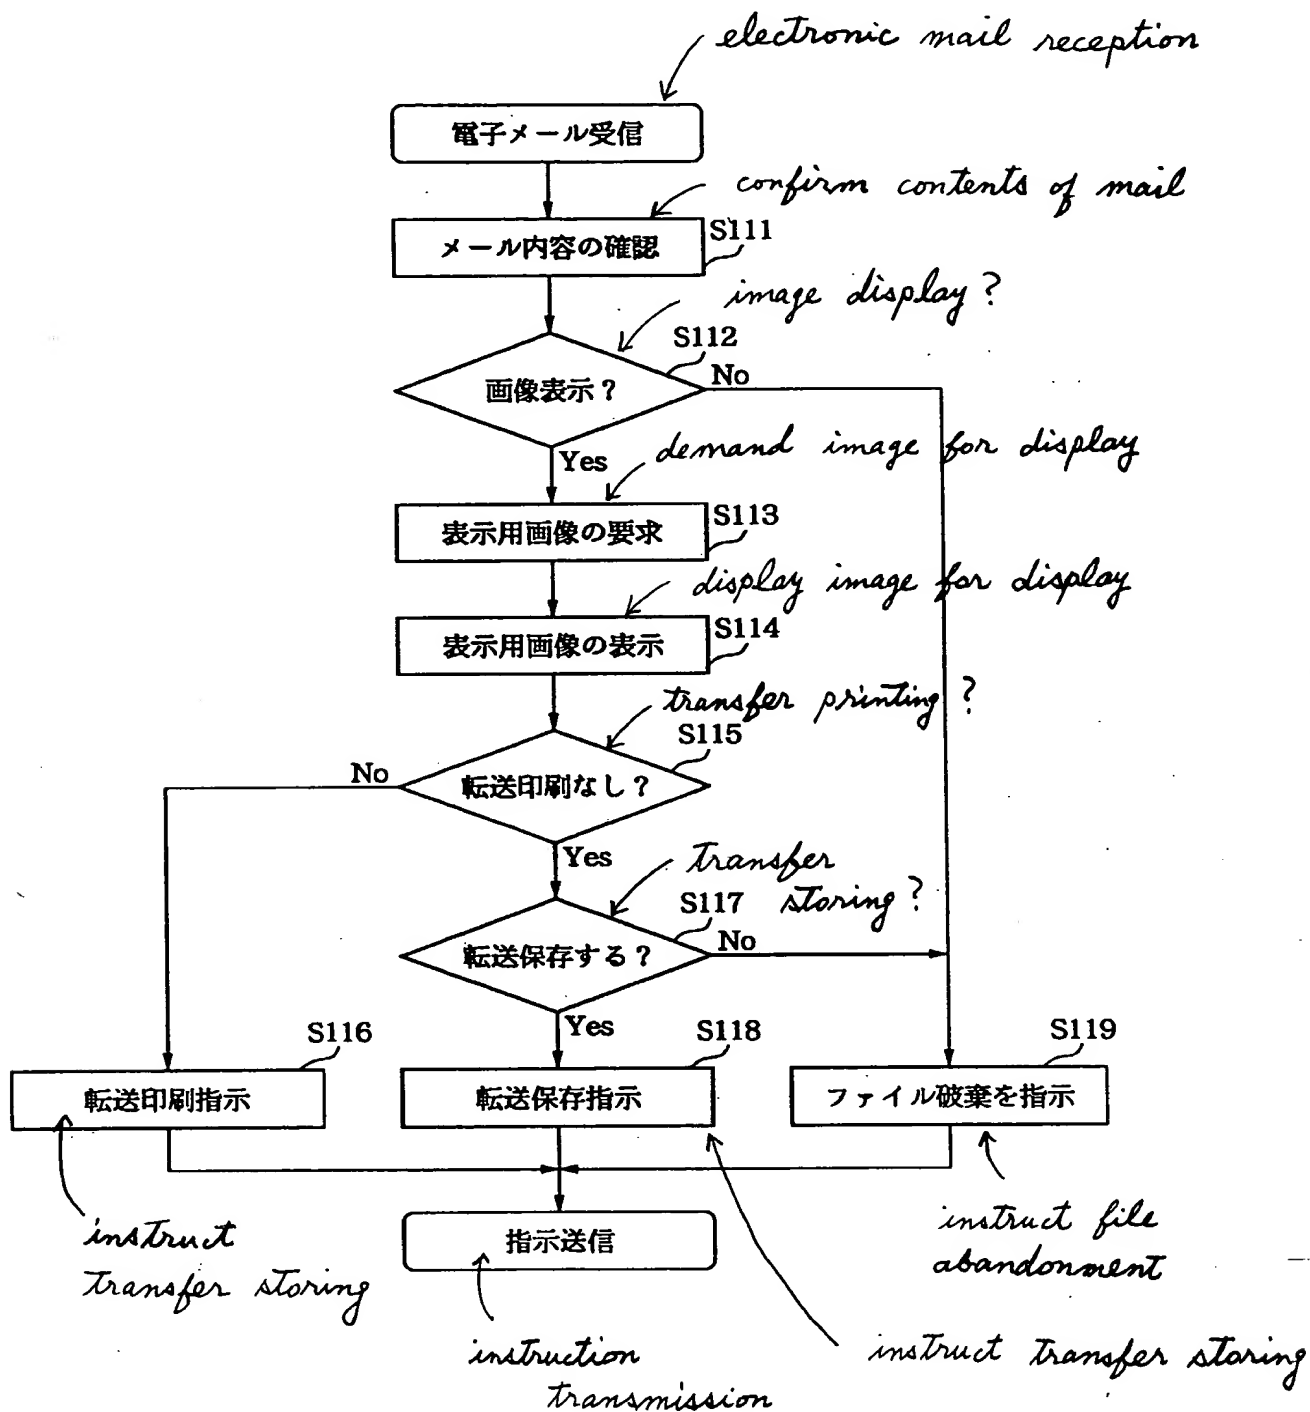 electronic mail reception
電子メール受信
confirm contents of mail
メール内容の確認
S111
image display?
S112
画像表示?
No
Yes
demand image for display
表示用画像の要求
S113
display image for display
表示用画像の表示
S114
transfer printing?
S115
転送印刷なし?
No
Yes
transfer
storing?
S117
転送保存する?
No
Yes
S116
転送印刷指示
S118
転送保存指示
S119
ファイル破棄を指示
instruct
transfer storing
指示送信
instruction
transmission
instruct file
abandonment
instruct transfer storing